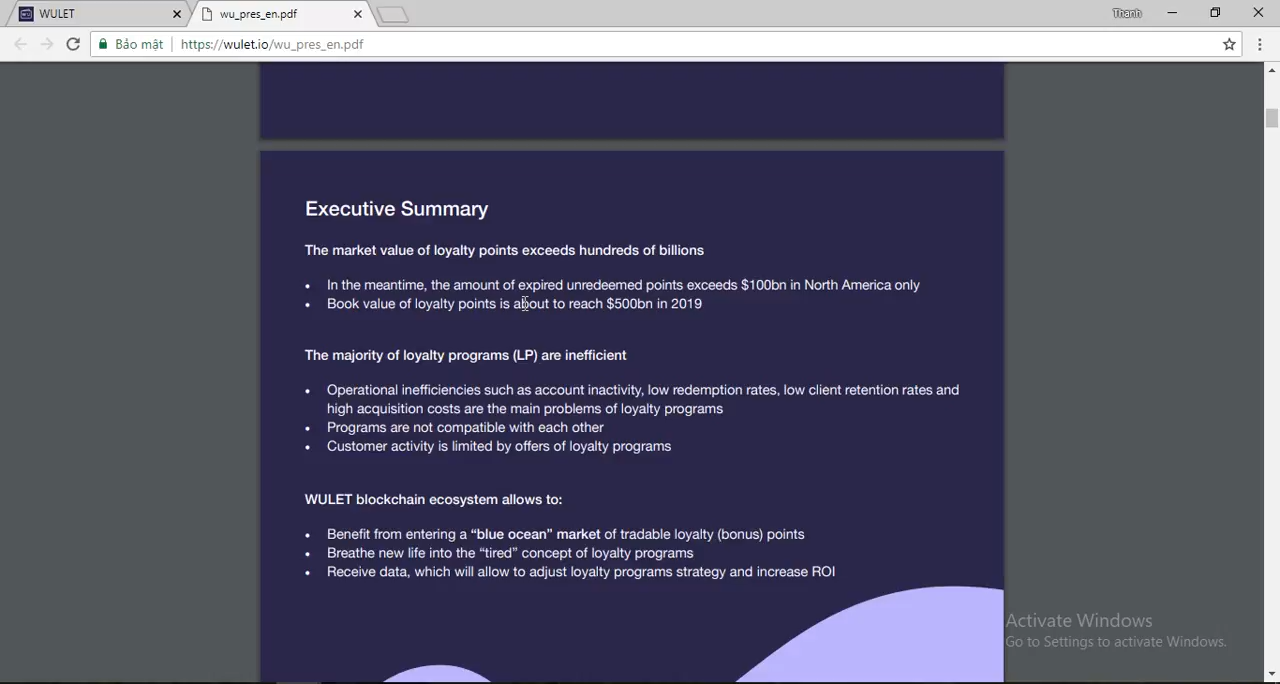 WULET
wu_pres_en.pdf
Thanh
Bảo mật
https://wulet.io/wu_pres_en.pdf
Executive Summary
The market value of loyalty points exceeds hundreds of billions
• In the meantime, the amount of expired unredeemed points exceeds $100bn in North America only
• Book value of loyalty points is about to reach $500bn in 2019
The majority of loyalty programs (LP) are inefficient
• Operational inefficiencies such as account inactivity, low redemption rates, low client retention rates and
high acquisition costs are the main problems of loyalty programs
• Programs are not compatible with each other
• Customer activity is limited by offers of loyalty programs
WULET blockchain ecosystem allows to:
• Benefit from entering a “blue ocean” market of tradable loyalty (bonus) points
• Breathe new life into the “tired” concept of loyalty programs
• Receive data, which will allow to adjust loyalty programs strategy and increase ROI
Activate Windows
Go to Settings to activate Windows.